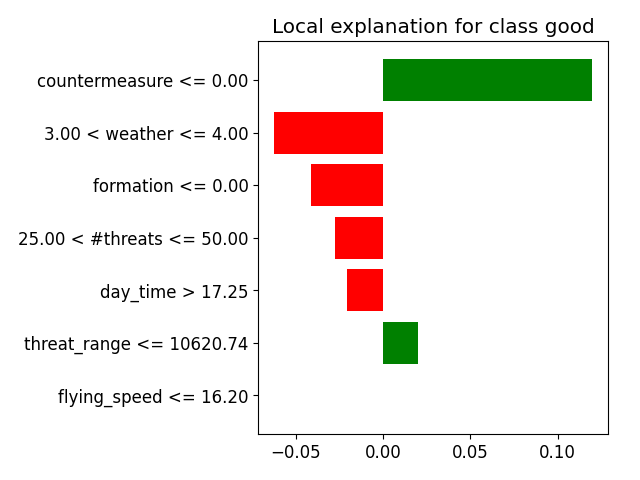 Local explanation for class good
countermeasure <= 0.00
3.00 < weather <= 4.00
formation <= 0.00
25.00 < #threats <= 50.00
day_time > 17.25
threat_range <= 10620.74
flying_speed <= 16.20
−0.05 0.00 0.05 0.10